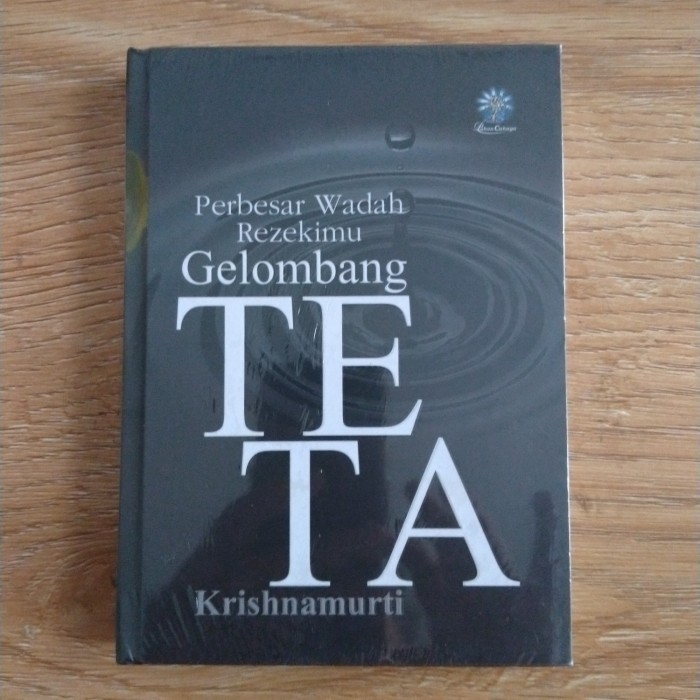 Perbesar Wadah
Rezekimu
Gelombang
TE
TA
Krishnamurti